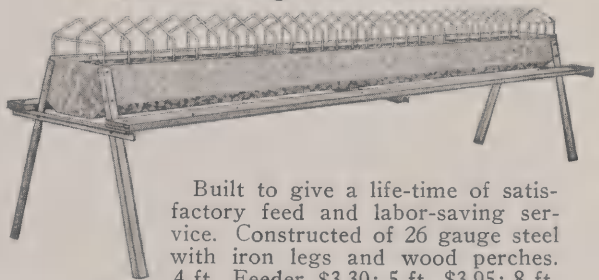 Built to give a life-time of satis-
factory feed and labor-saving ser-
vice. Constructed of 26 gauge steel
with iron legs and wood perches.
4 ft. Feeder, $3.30; 5 ft., $3.95; 8 ft.